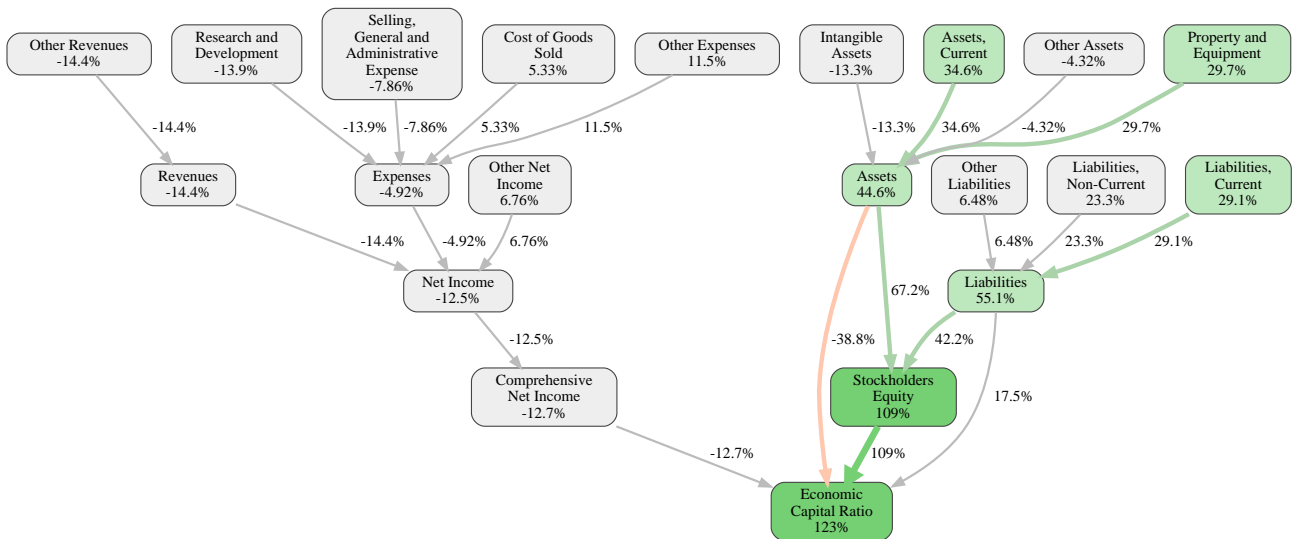 Other Revenues
-14.4%
Research and
Development
-13.9%
Selling,
General and
Administrative
Expense
-7.86%
Cost of Goods
Sold
5.33%
Other Expenses
11.5%
Intangible
Assets
-13.3%
Assets,
Current
34.6%
Other Assets
-4.32%
Property and
Equipment
29.7%
-14.4%
-13.9%
-7.86%
5.33%
11.5%
-13.3%
34.6%
-4.32%
29.7%
Revenues
-14.4%
Expenses
-4.92%
Other Net
Income
6.76%
Assets
44.6%
Other
Liabilities
6.48%
Liabilities,
Non-Current
23.3%
Liabilities,
Current
29.1%
-14.4%
-4.92%
6.76%
6.48%
23.3%
29.1%
Net Income
-12.5%
67.2%
Liabilities
55.1%
-12.5%
-38.8%
42.2%
Comprehensive
Net Income
-12.7%
Stockholders
Equity
109%
17.5%
-12.7%
109%
Economic
Capital Ratio
123%